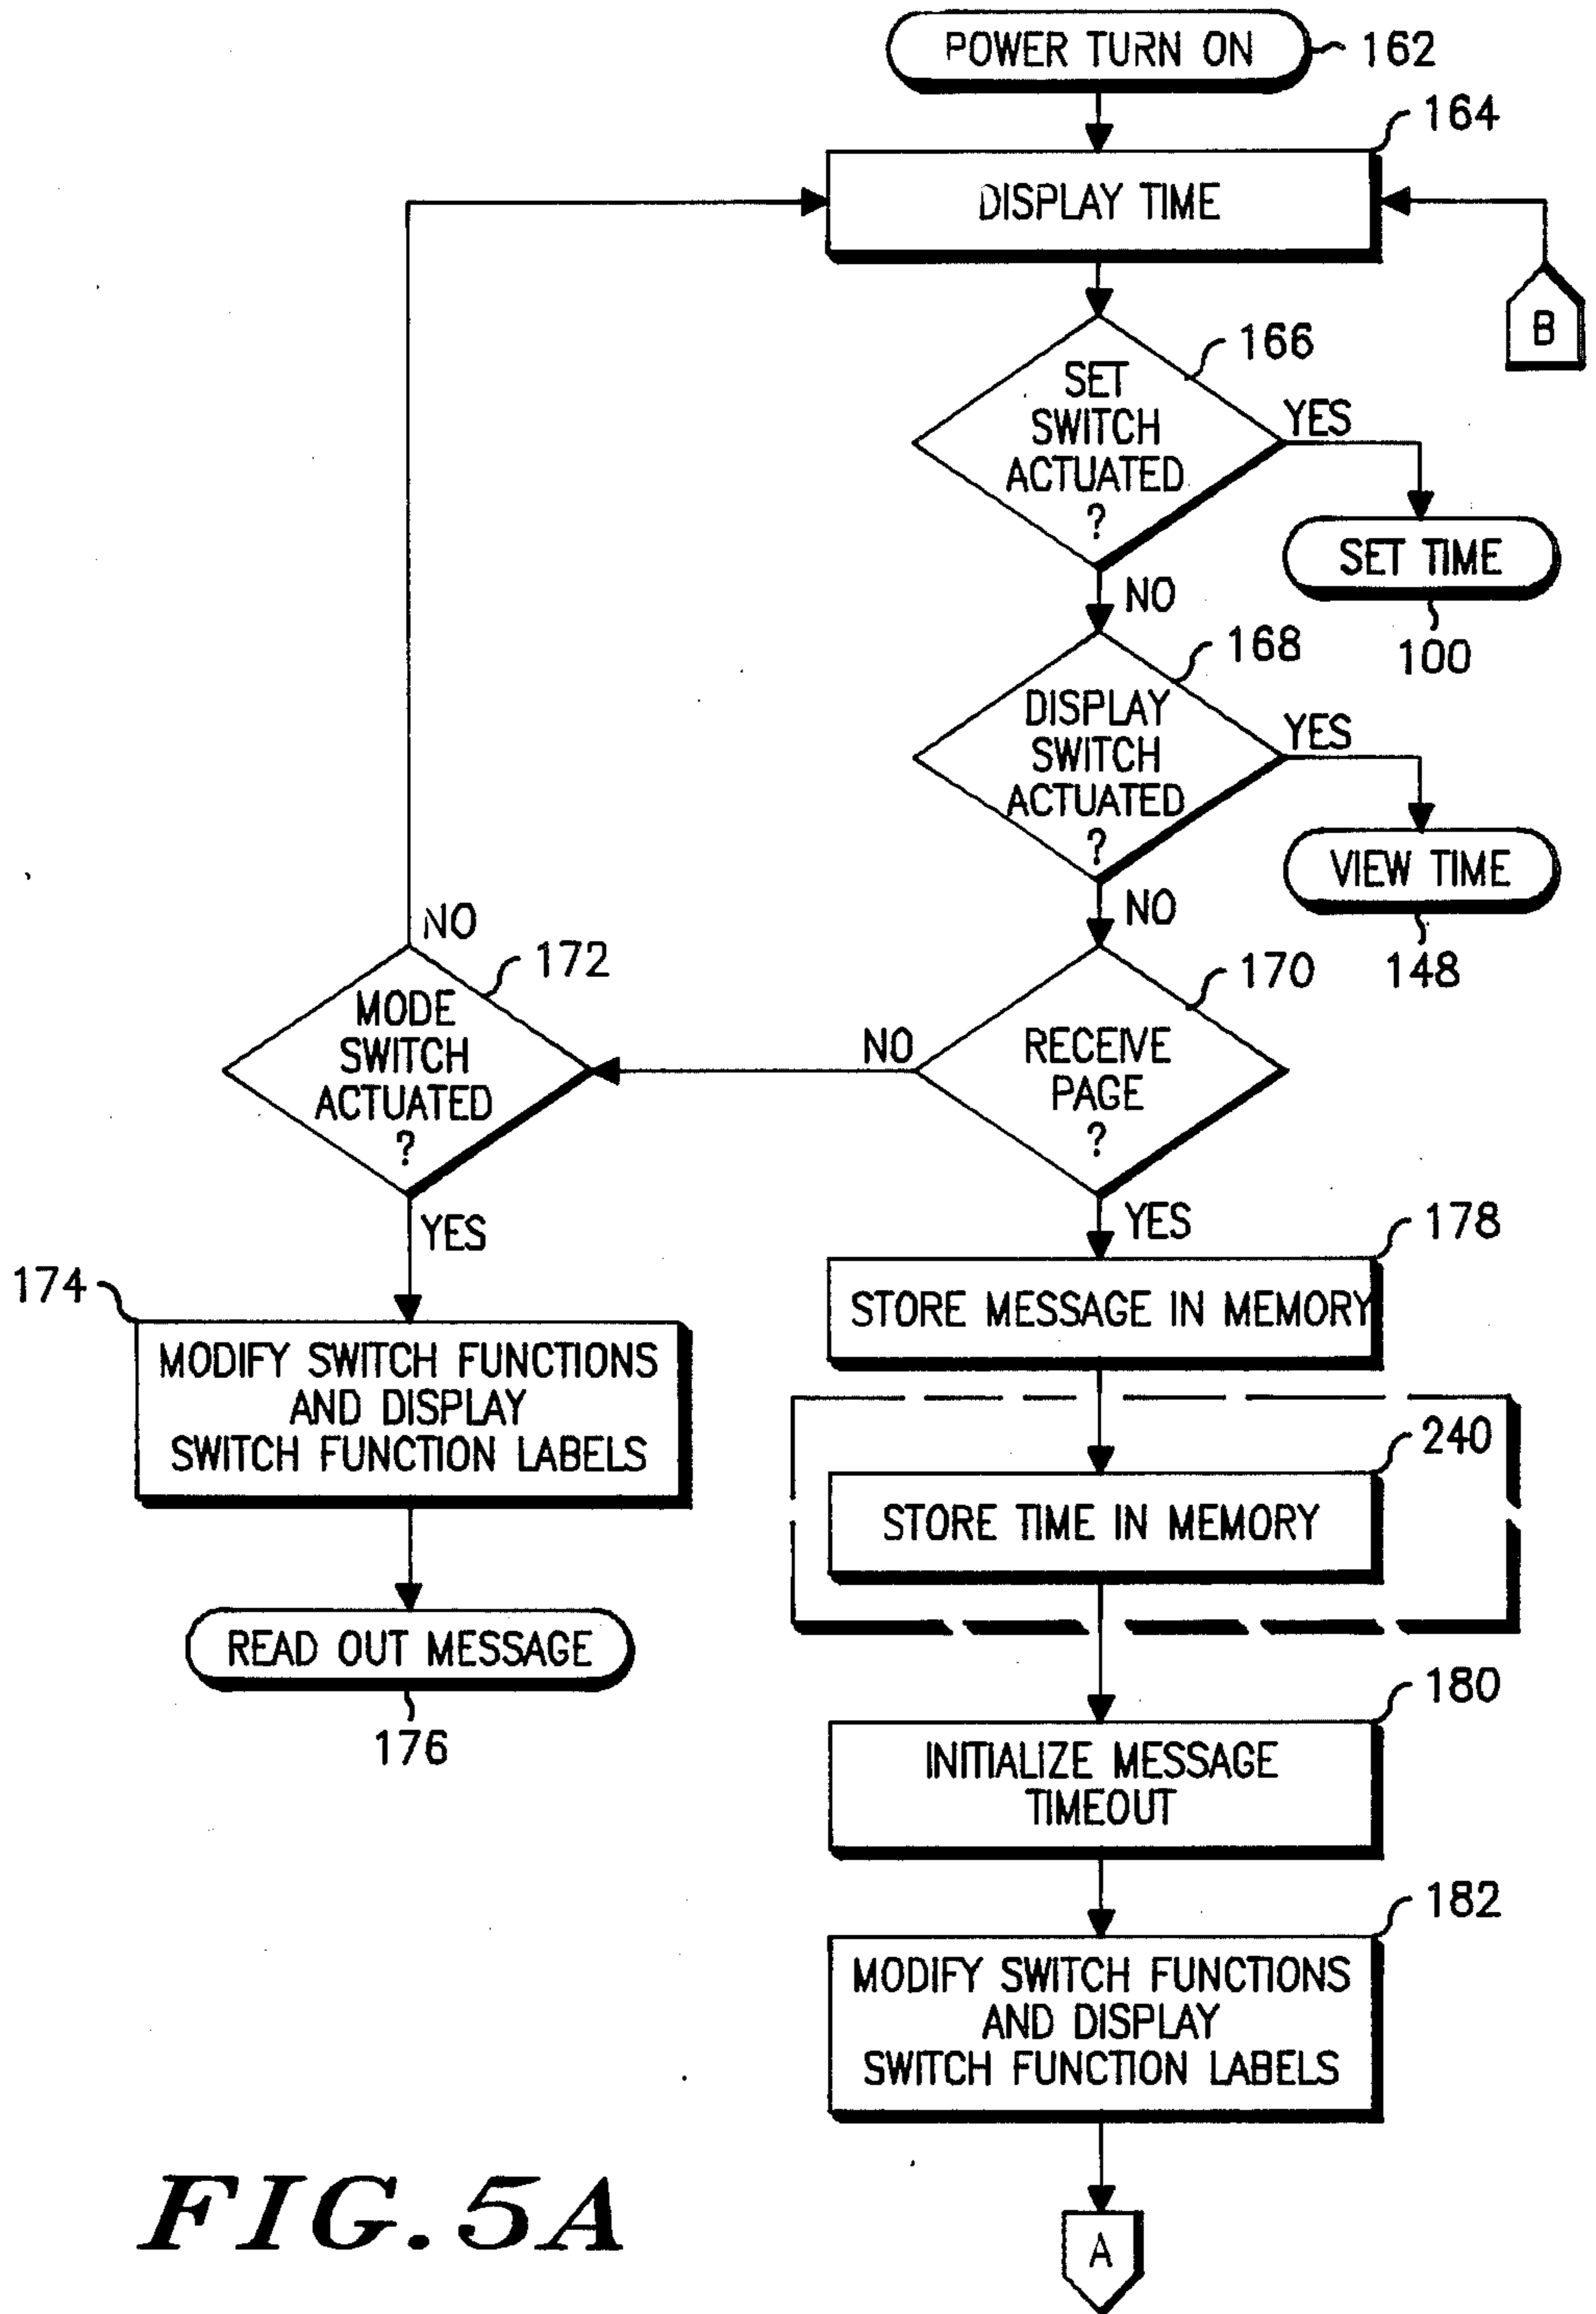 POWER TURN ON
162
164
DISPLAY TIME
B
166
SET
SWITCH
ACTUATED
?
YES
SET TIME
100
NO
168
DISPLAY
SWITCH
ACTUATED
?
YES
VIEW TIME
148
NO
170
RECEIVE
PAGE
?
NO
172
MODE
SWITCH
ACTUATED
?
NO
YES
174
MODIFY SWITCH FUNCTIONS
AND DISPLAY
SWITCH FUNCTION LABELS
READ OUT MESSAGE
176
YES
178
STORE MESSAGE IN MEMORY
240
STORE TIME IN MEMORY
180
INITIALIZE MESSAGE
TIMEOUT
182
MODIFY SWITCH FUNCTIONS
AND DISPLAY
SWITCH FUNCTION LABELS
A
FIG.5A